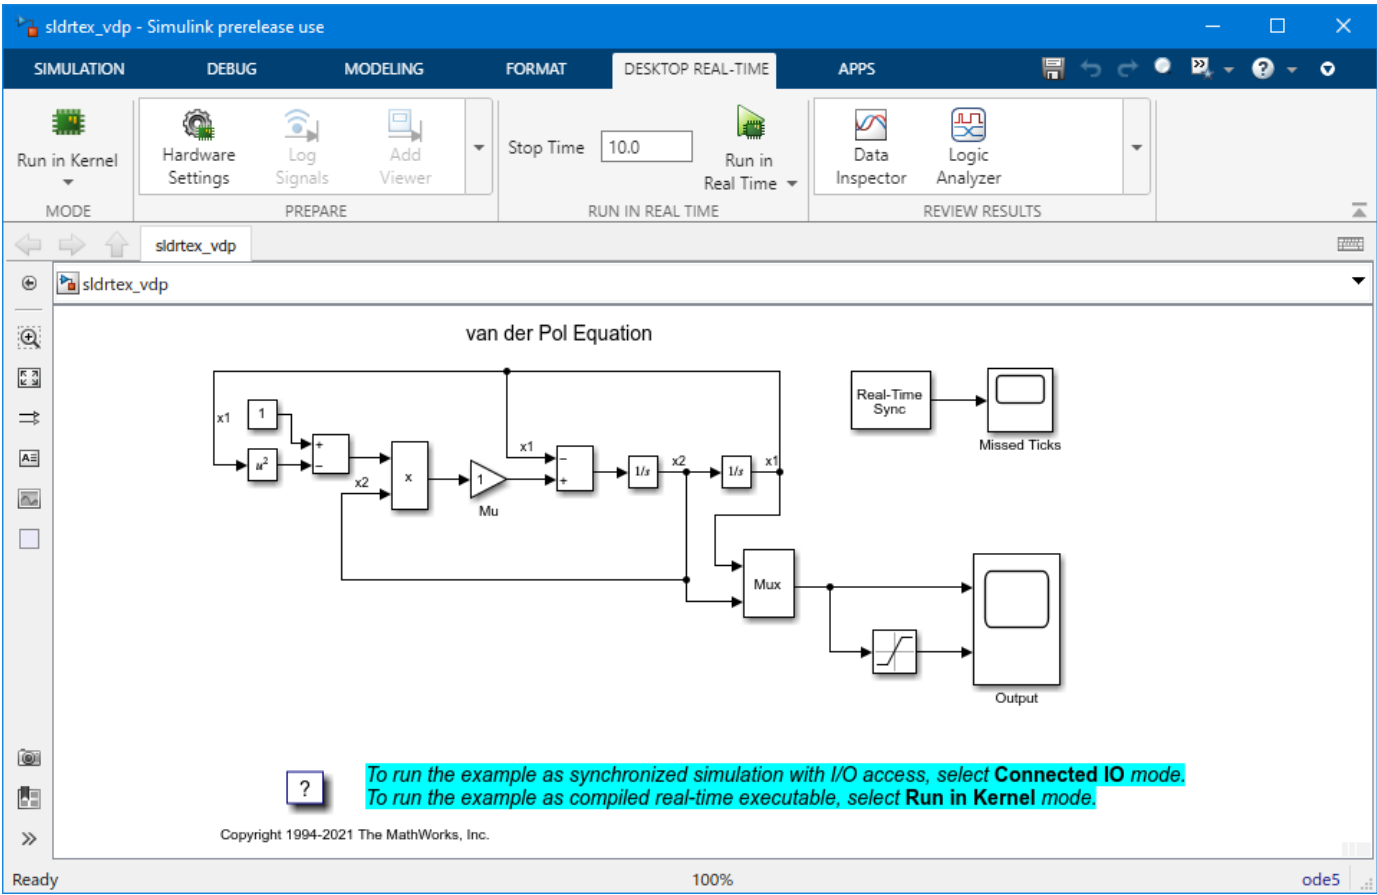 sldrtex_vdp - Simulink prerelease use
SIMULATION DEBUG MODELING FORMAT DESKTOP REAL-TIME APPS
Run in Kernel
Hardware Settings
Log Signals
Add Viewer
Stop Time 10.0
Run in Real Time
Data Inspector
Logic Analyzer
MODE PREPARE RUN IN REAL TIME REVIEW RESULTS
sldrtex_vdp
sldrtex_vdp
van der Pol Equation
x1
1
+
−
u²
x2
x
1
Mu
x1
−
+
1/s
x2
1/s
x1
Real-Time
Sync
Missed Ticks
Mux
Output
?
To run the example as synchronized simulation with I/O access, select Connected IO mode.
To run the example as compiled real-time executable, select Run in Kernel mode.
Copyright 1994-2021 The MathWorks, Inc.
Ready 100% ode5